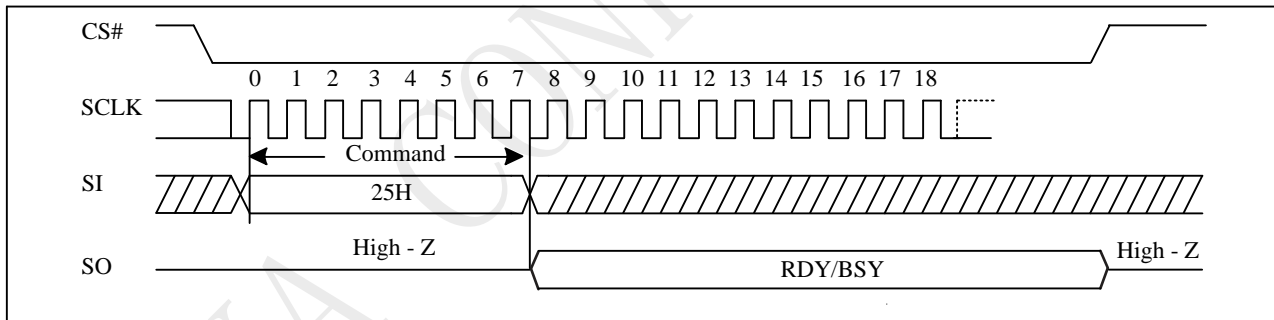 CS#
0 1 2 3 4 5 6 7 8 9 10 11 12 13 14 15 16 17 18
SCLK
Command
SI
25H
High - Z
High - Z
SO
RDY/BSY